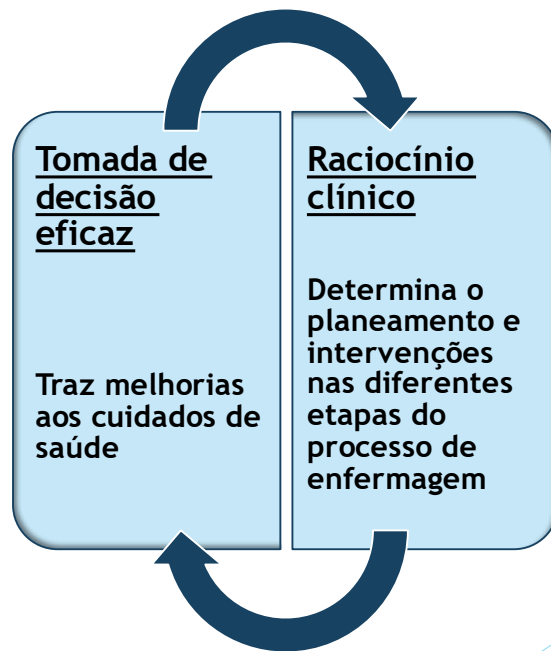 Tomada de
decisão
eficaz
Traz melhorias
aos cuidados de
saúde
Raciocínio
clínico
Determina o
planeamento e
intervenções
nas diferentes
etapas do
processo de
enfermagem